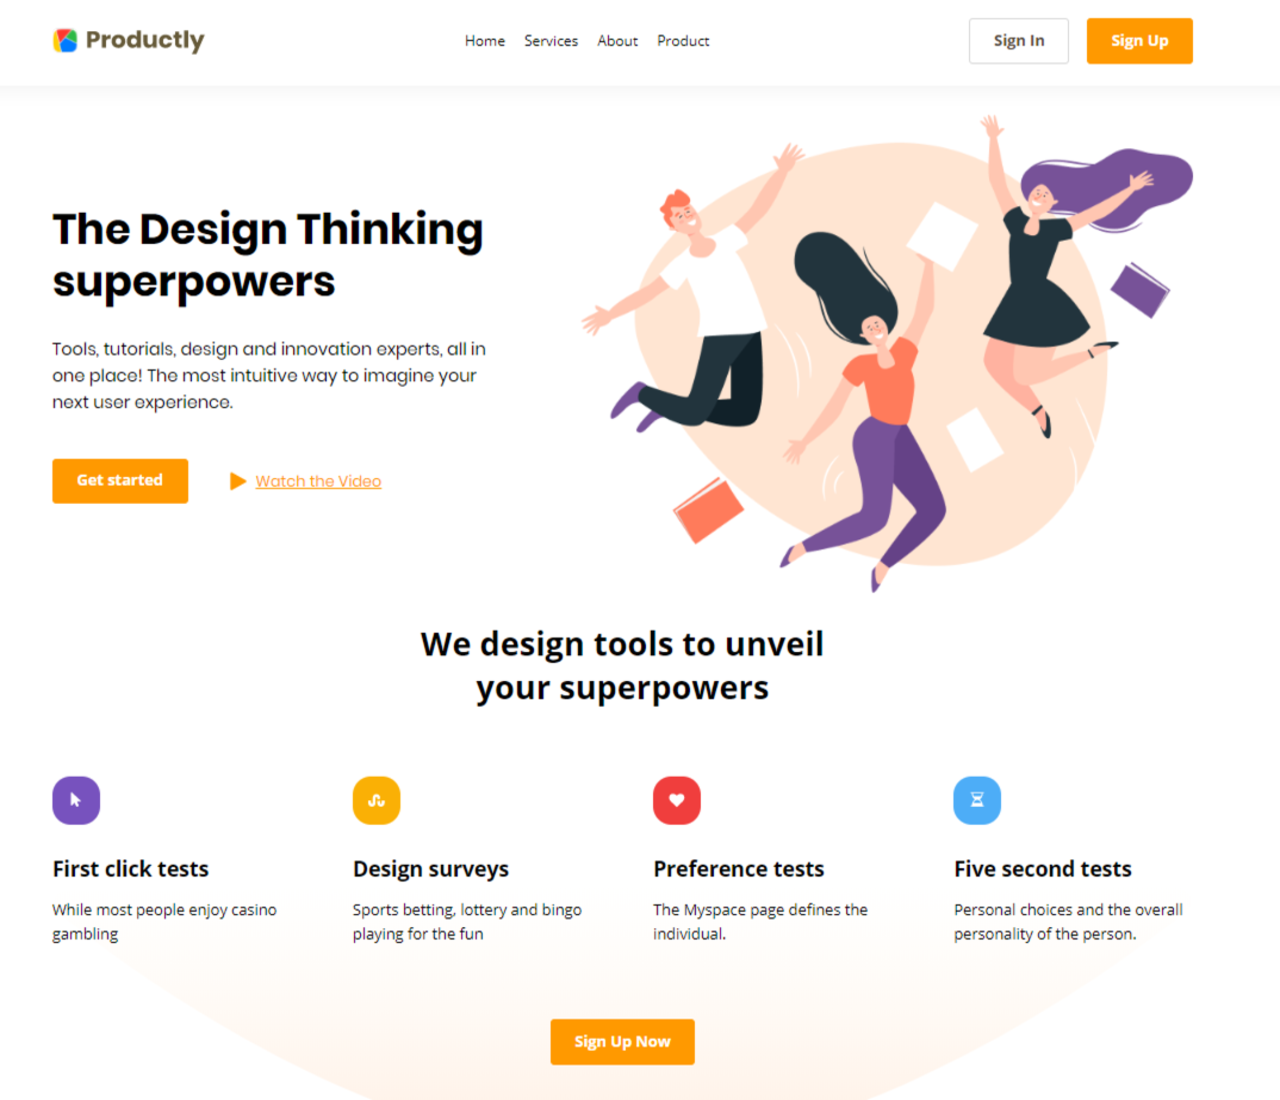 Productly
Home Services About Product
Sign In
Sign Up
The Design Thinking
superpowers
Tools, tutorials, design and innovation experts, all in
one place! The most intuitive way to imagine your
next user experience.
Get started
Watch the Video
We design tools to unveil
your superpowers
First click tests
While most people enjoy casino
gambling
Design surveys
Sports betting, lottery and bingo
playing for the fun
Preference tests
The Myspace page defines the
individual.
Five second tests
Personal choices and the overall
personality of the person.
Sign Up Now